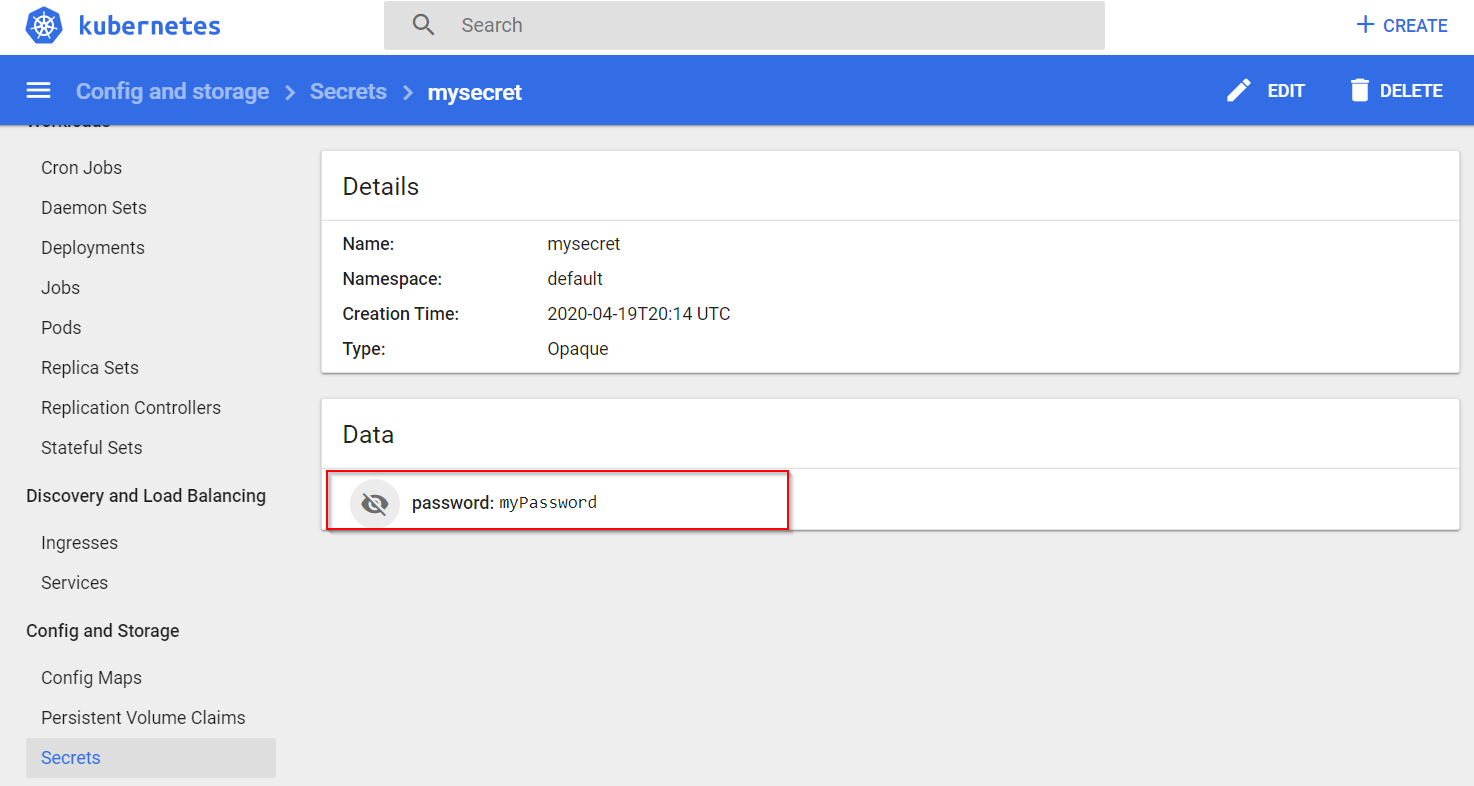 kubernetes
Search
CREATE
Config and storage > Secrets > mysecret
EDIT
DELETE
Workloads
Cron Jobs
Daemon Sets
Deployments
Jobs
Pods
Replica Sets
Replication Controllers
Stateful Sets
Discovery and Load Balancing
Ingresses
Services
Config and Storage
Config Maps
Persistent Volume Claims
Secrets
Details
Name: mysecret
Namespace: default
Creation Time: 2020-04-19T20:14 UTC
Type: Opaque
Data
password: myPassword